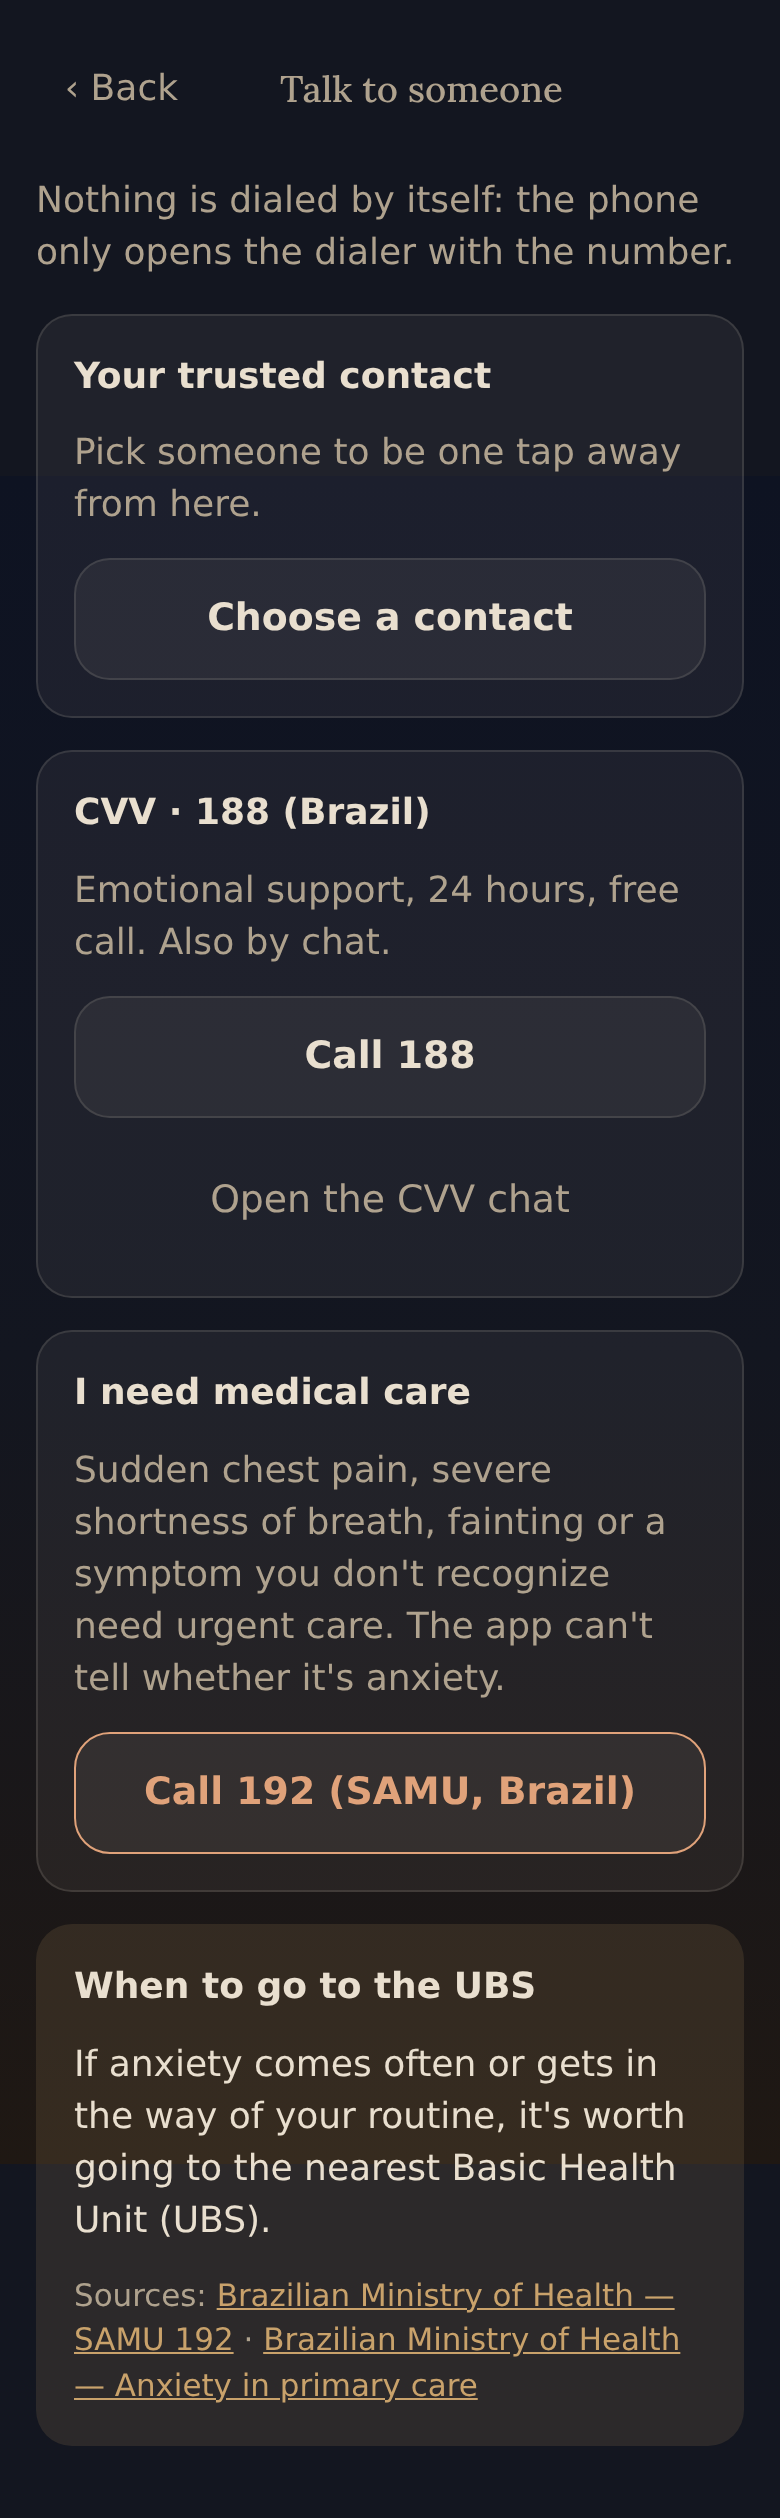 ‹ Back
Talk to someone
Nothing is dialed by itself: the phone
only opens the dialer with the number.
Your trusted contact
Pick someone to be one tap away
from here.
Choose a contact
CVV · 188 (Brazil)
Emotional support, 24 hours, free
call. Also by chat.
Call 188
Open the CVV chat
I need medical care
Sudden chest pain, severe
shortness of breath, fainting or a
symptom you don't recognize
need urgent care. The app can't
tell whether it's anxiety.
Call 192 (SAMU, Brazil)
When to go to the UBS
If anxiety comes often or gets in
the way of your routine, it's worth
going to the nearest Basic Health
Unit (UBS).
Sources: Brazilian Ministry of Health —
SAMU 192 · Brazilian Ministry of Health
— Anxiety in primary care